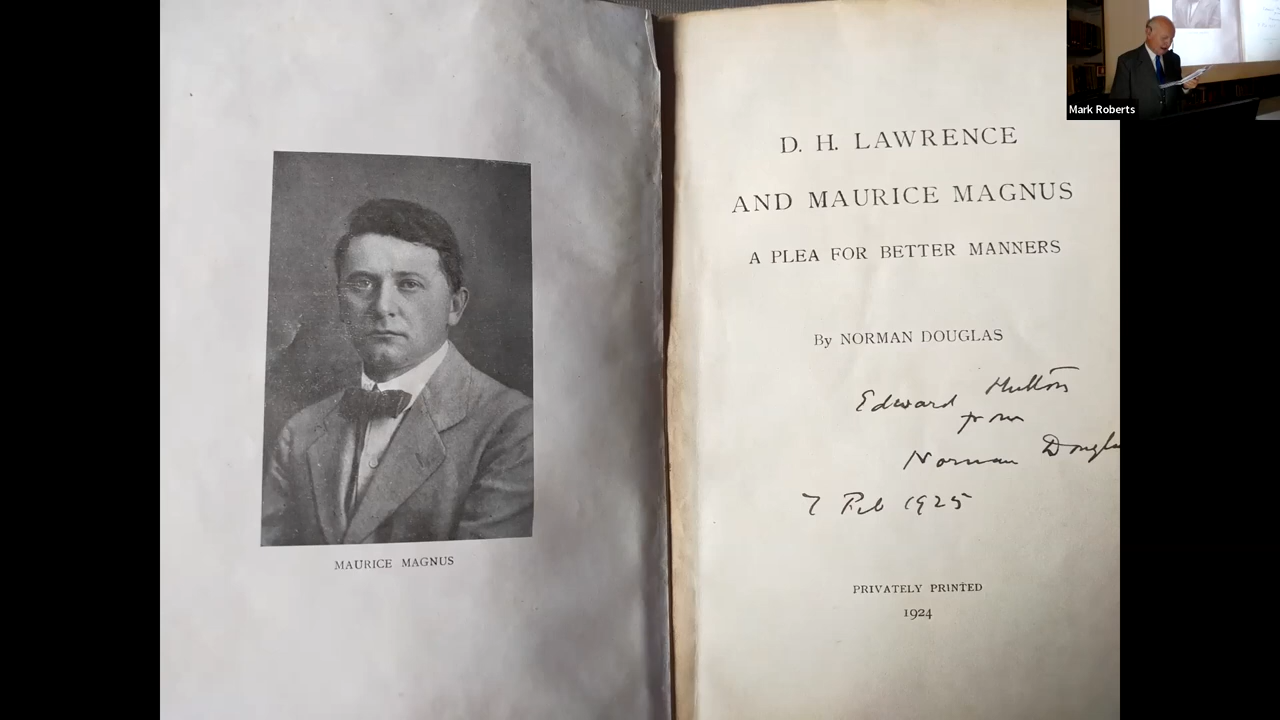 Mark Roberts
MAURICE MAGNUS
D. H. LAWRENCE
AND MAURICE MAGNUS
A PLEA FOR BETTER MANNERS
By NORMAN DOUGLAS
Edward Hutton
from
Norman Dougla
7 Feb 1925
PRIVATELY PRINTED
1924